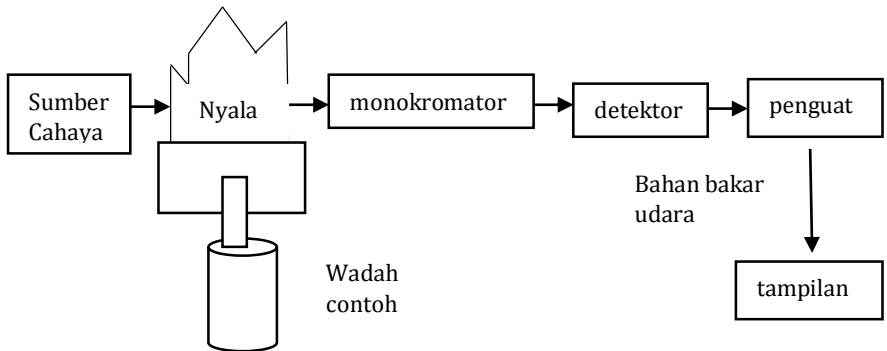 Sumber
Cahaya
Nyala
monokromator
detektor
penguat
Bahan bakar
udara
Wadah
contoh
tampilan